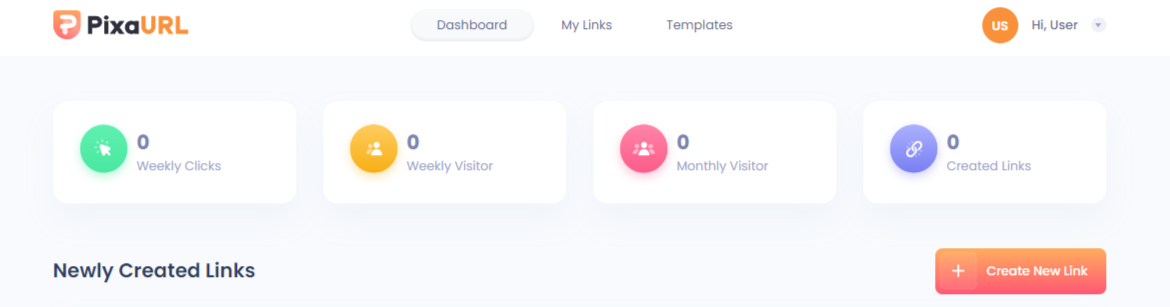 PixaURL
Dashboard
My Links
Templates
US
Hi, User
0
Weekly Clicks
0
Weekly Visitor
0
Monthly Visitor
0
Created Links
Newly Created Links
+ Create New Link